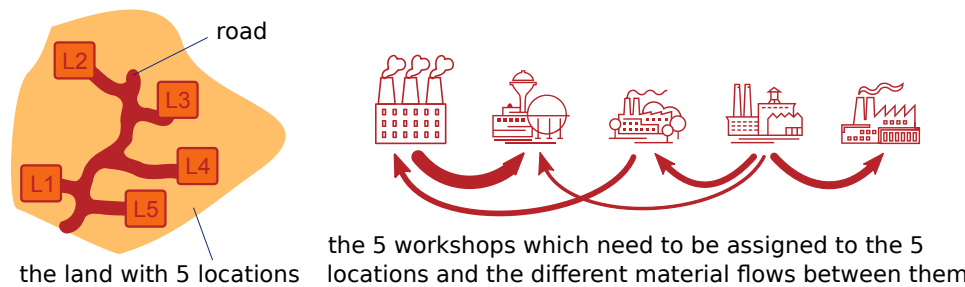 road
L2
L3
L4
L1
L5
the land with 5 locations
the 5 workshops which need to be assigned to the 5
locations and the different material flows between them